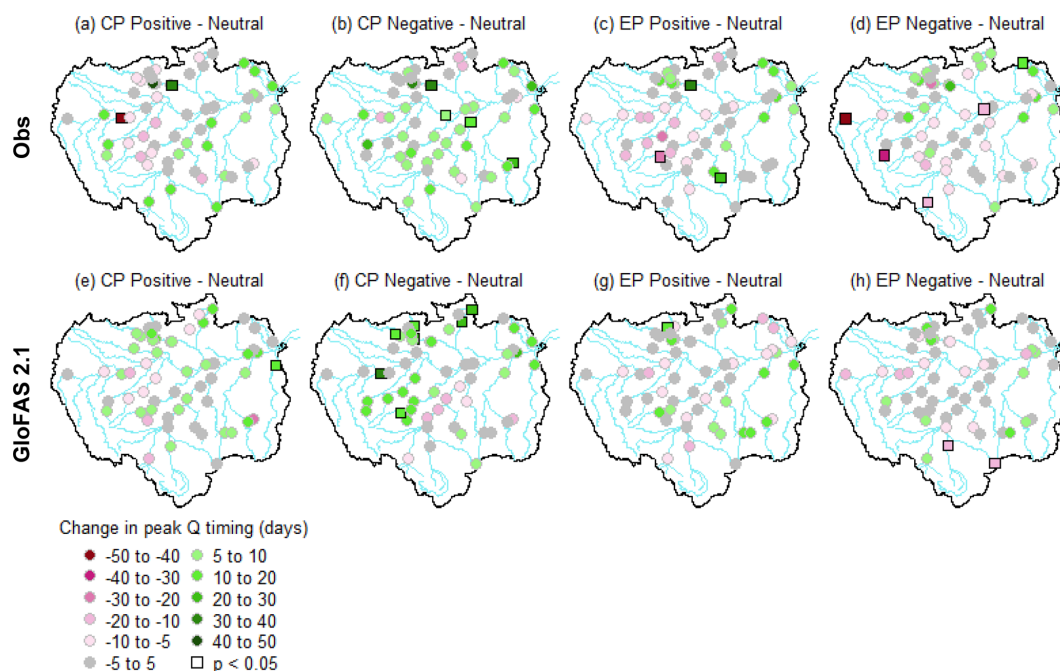 (a) CP Positive - Neutral
(b) CP Negative - Neutral
(c) EP Positive - Neutral
(d) EP Negative - Neutral
Obs
(e) CP Positive - Neutral
(f) CP Negative - Neutral
(g) EP Positive - Neutral
(h) EP Negative - Neutral
GloFAS 2.1
Change in peak Q timing (days)
-50 to -40
-40 to -30
-30 to -20
-20 to -10
-10 to -5
-5 to 5
5 to 10
10 to 20
20 to 30
30 to 40
40 to 50
p < 0.05